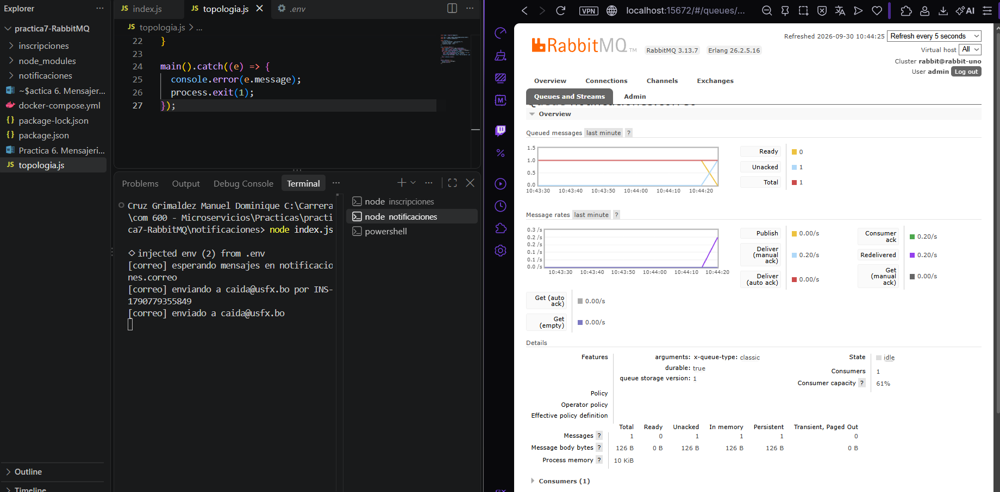 Explorer
practica7-RabbitMQ
inscripciones
node_modules
notificaciones
~$actica 6. Mensajer...
docker-compose.yml
package-lock.json
package.json
Practica 6. Mensajeri...
JS topologia.js
Outline
Timeline
JS index.js
JS topologia.js
.env
JS topologia.js > ...
22 }
23
24 main().catch((e) => {
25 console.error(e.message);
26 process.exit(1);
27 });
Problems Output Debug Console Terminal
Cruz Grimaldez Manuel Dominique C:\Carrera
\com 600 - Microservicios\Practicas\practi
ca7-RabbitMQ\notificaciones> node index.js
injected env (2) from .env
[correo] esperando mensajes en notificacio
nes.correo
[correo] enviando a caida@usfx.bo por INS-
1790779355849
[correo] enviado a caida@usfx.bo
node inscripciones
node notificaciones
powershell
VPN localhost:15672/#/queues/... AI
RabbitMQ TM RabbitMQ 3.13.7 Erlang 26.2.5.16
Refreshed 2026-09-30 10:44:25 Refresh every 5 seconds
Virtual host All
Cluster rabbit@rabbit-uno
User admin Log out
Overview Connections Channels Exchanges
Queues and Streams Admin
Overview
Queued messages last minute ?
1.5
1.0
0.5
0.0
10:43:30 10:43:40 10:43:50 10:44:00 10:44:10 10:44:20
Ready 0
Unacked 1
Total 1
Message rates last minute ?
0.3 /s
0.2 /s
0.2 /s
0.1 /s
0.1 /s
0.0 /s
10:43:30 10:43:40 10:43:50 10:44:00 10:44:10 10:44:20
Publish 0.00/s
Deliver (manual ack) 0.20/s
Deliver (auto ack) 0.00/s
Consumer ack 0.20/s
Redelivered 0.20/s
Get (manual ack) 0.00/s
Get (auto ack) 0.00/s
Get (empty) 0.00/s
Details
Features arguments: x-queue-type: classic
durable: true
queue storage version: 1
Policy
Operator policy
Effective policy definition
State idle
Consumers 1
Consumer capacity ? 61%
Total Ready Unacked In memory Persistent Transient, Paged Out
Messages ? 1 0 1 1 1 0
Message body bytes ? 126 B 0 B 126 B 126 B 126 B 0 B
Process memory ? 10 KiB
Consumers (1)